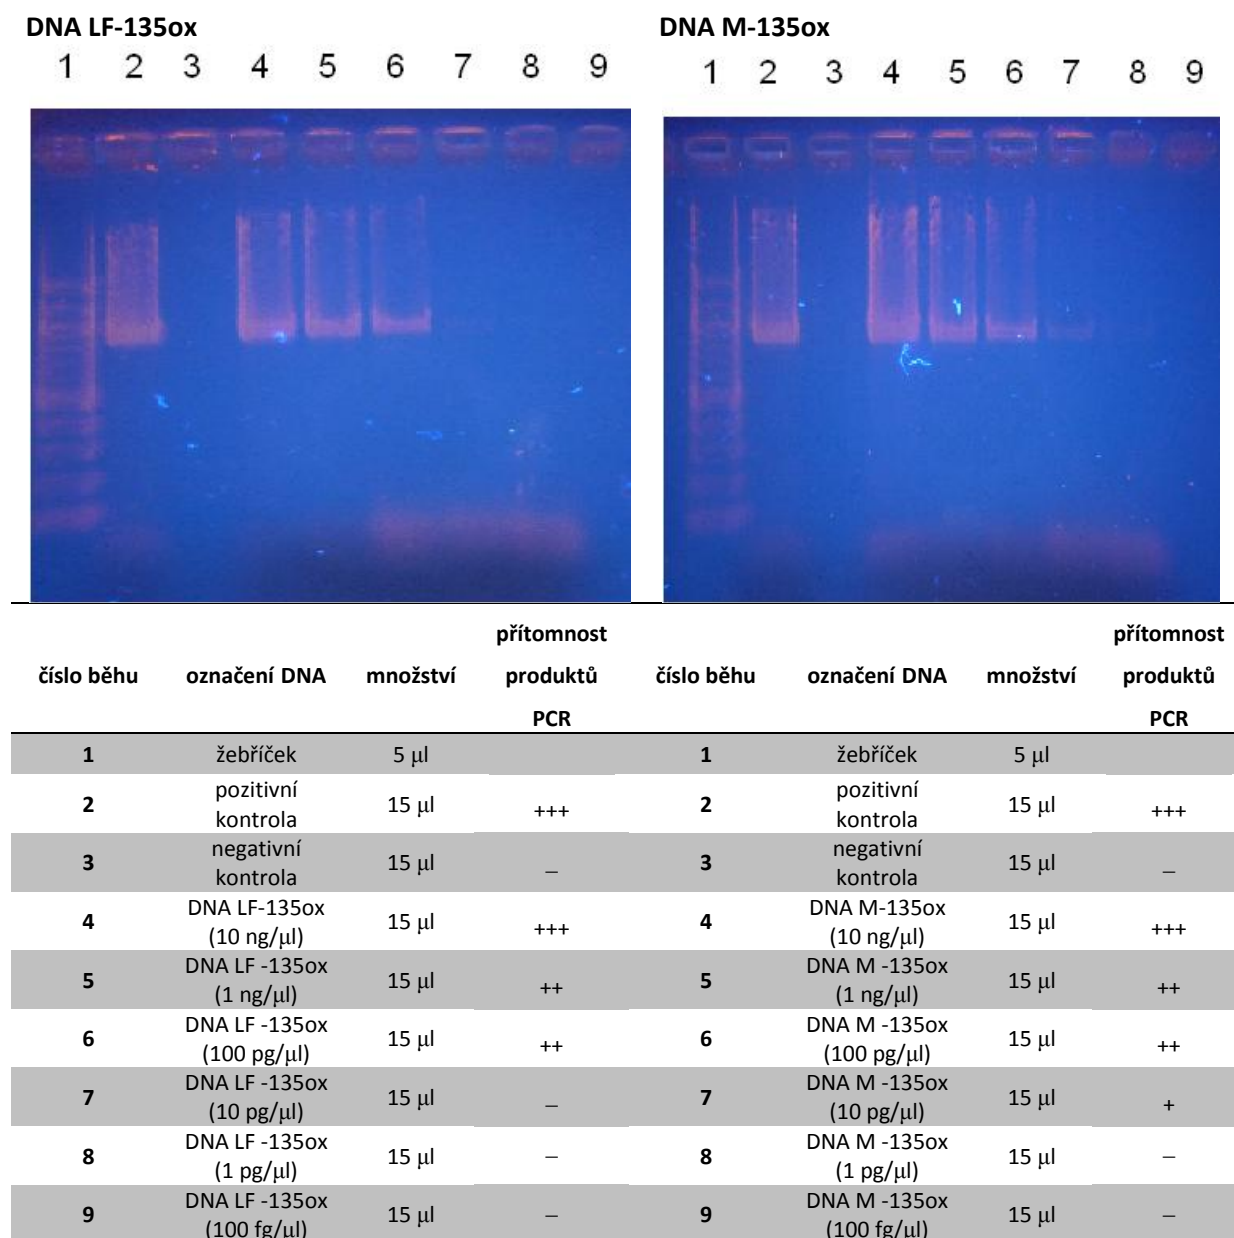 DNA LF-135ox DNA M-135ox
1 2 3 4 5 6 7 8 9 1 2 3 4 5 6 7 8 9
přítomnost přítomnost
číslo běhu označení DNA množství produktů číslo běhu označení DNA množství produktů
PCR PCR
1 žebříček 5 μl 1 žebříček 5 μl
pozitivní pozitivní
2 15 μl +++ 2 15 μl +++
kontrola kontrola
negativní negativní
3 15 μl – 3 15 μl –
kontrola kontrola
DNA LF-135ox DNA M-135ox
4 15 μl +++ 4 15 μl +++
(10 ng/μl) (10 ng/μl)
DNA LF -135ox DNA M -135ox
5 15 μl ++ 5 15 μl ++
(1 ng/μl) (1 ng/μl)
DNA LF -135ox DNA M -135ox
6 15 μl ++ 6 15 μl ++
(100 pg/μl) (100 pg/μl)
DNA LF -135ox DNA M -135ox
7 15 μl – 7 15 μl +
(10 pg/μl) (10 pg/μl)
DNA LF -135ox DNA M -135ox
8 15 μl – 8 15 μl –
(1 pg/μl) (1 pg/μl)
DNA LF -135ox DNA M -135ox
9 15 μl – 9 15 μl –
(100 fg/μl) (100 fg/μl)